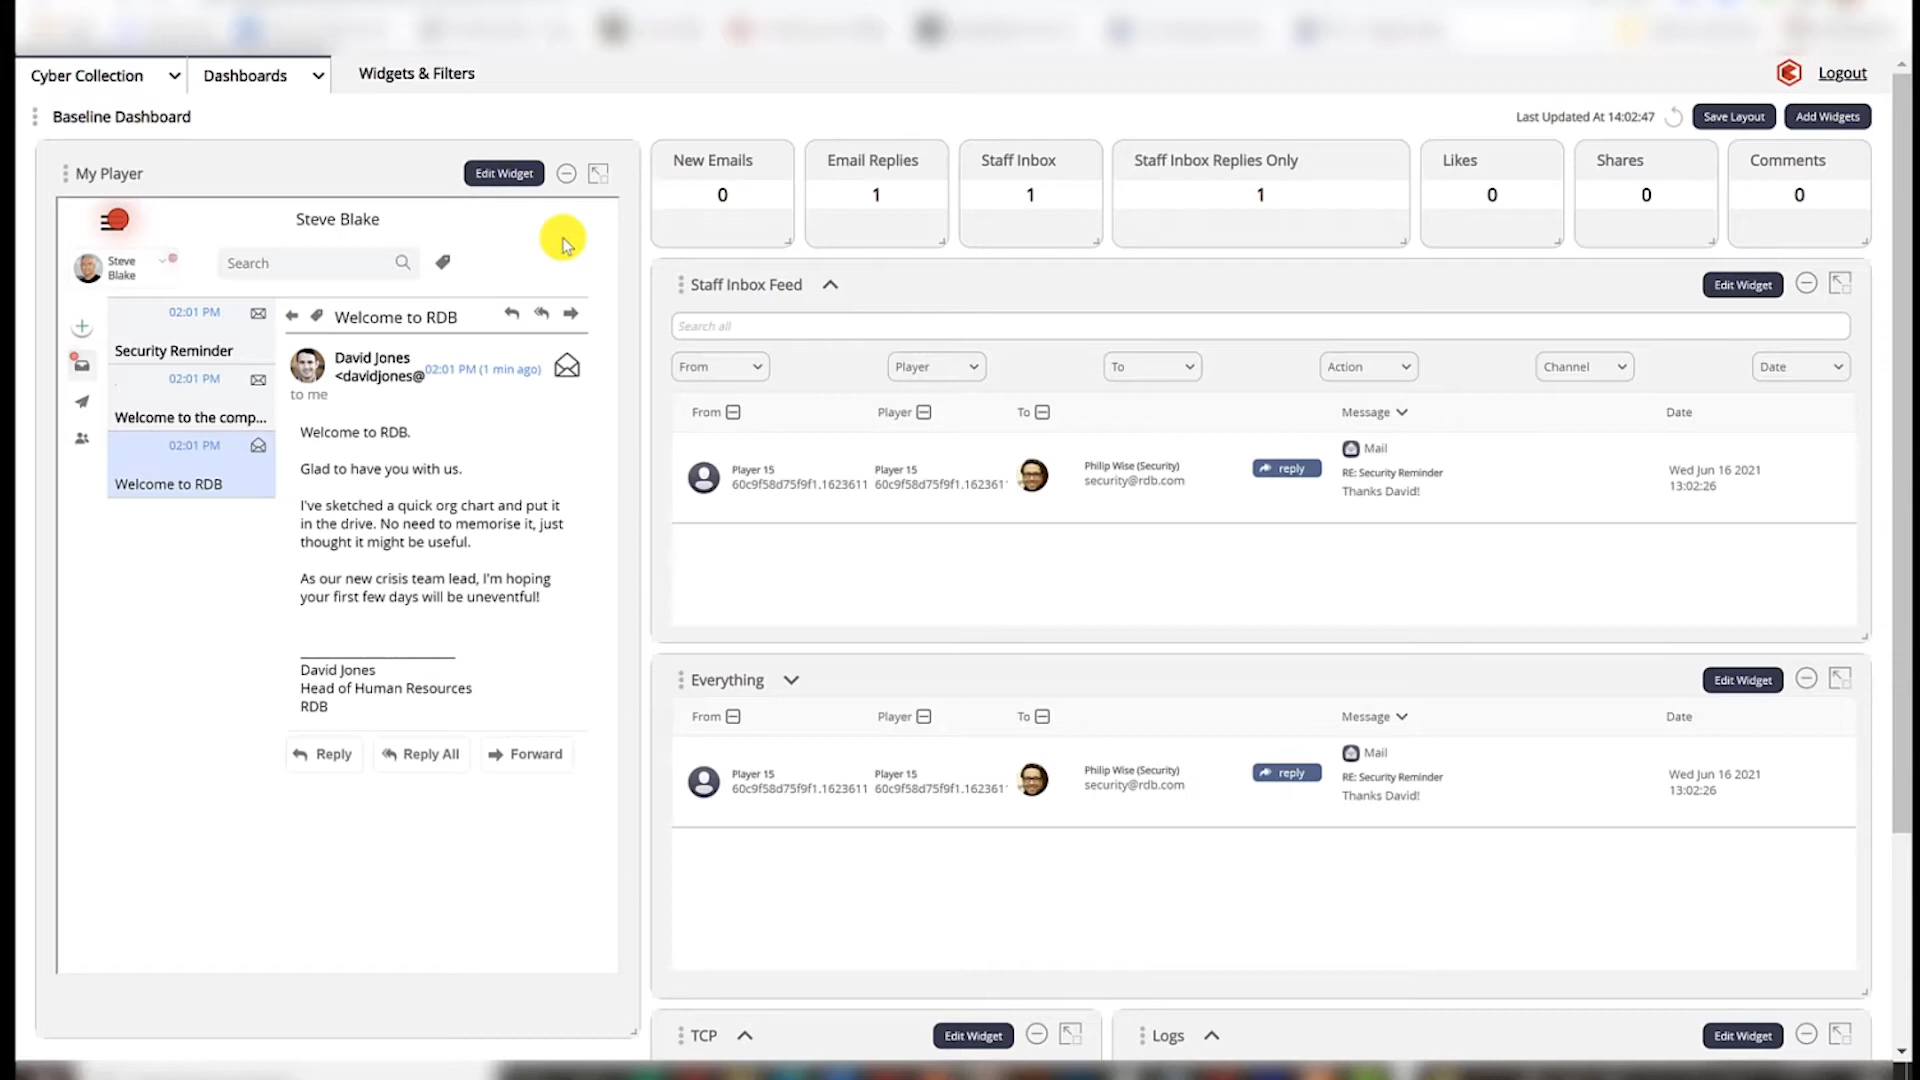 Cyber Collection
Dashboards
Widgets & Filters
Logout
Baseline Dashboard
Last Updated At 14:02:47
Save Layout
Add Widgets
My Player
Edit Widget
Steve Blake
Steve
Blake
Search
02:01 PM
Security Reminder
02:01 PM
Welcome to the comp...
02:01 PM
Welcome to RDB
Welcome to RDB
David Jones
<davidjones@
02:01 PM (1 min ago)
to me
Welcome to RDB.
Glad to have you with us.
I've sketched a quick org chart and put it
in the drive. No need to memorise it, just
thought it might be useful.
As our new crisis team lead, I'm hoping
your first few days will be uneventful!
David Jones
Head of Human Resources
RDB
Reply
Reply All
Forward
New Emails
0
Email Replies
1
Staff Inbox
1
Staff Inbox Replies Only
1
Likes
0
Shares
0
Comments
0
Staff Inbox Feed
Edit Widget
Search all
From
Player
To
Action
Channel
Date
From
Player
To
Message
Date
Player 15
60c9f58d75f9f1.1623611
Player 15
60c9f58d75f9f1.162361
Philip Wise (Security)
security@rdb.com
reply
Mail
RE: Security Reminder
Thanks David!
Wed Jun 16 2021
13:02:26
Everything
Edit Widget
From
Player
To
Message
Date
Player 15
60c9f58d75f9f1.1623611
Player 15
60c9f58d75f9f1.162361
Philip Wise (Security)
security@rdb.com
reply
Mail
RE: Security Reminder
Thanks David!
Wed Jun 16 2021
13:02:26
TCP
Edit Widget
Logs
Edit Widget